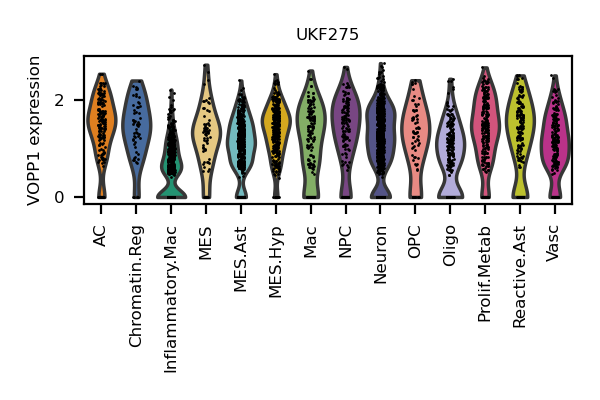 UKF275
VOPP1 expression
2
0
AC
Chromatin.Reg
Inflammatory.Mac
MES
MES.Ast
MES.Hyp
Mac
NPC
Neuron
OPC
Oligo
Prolif.Metab
Reactive.Ast
Vasc